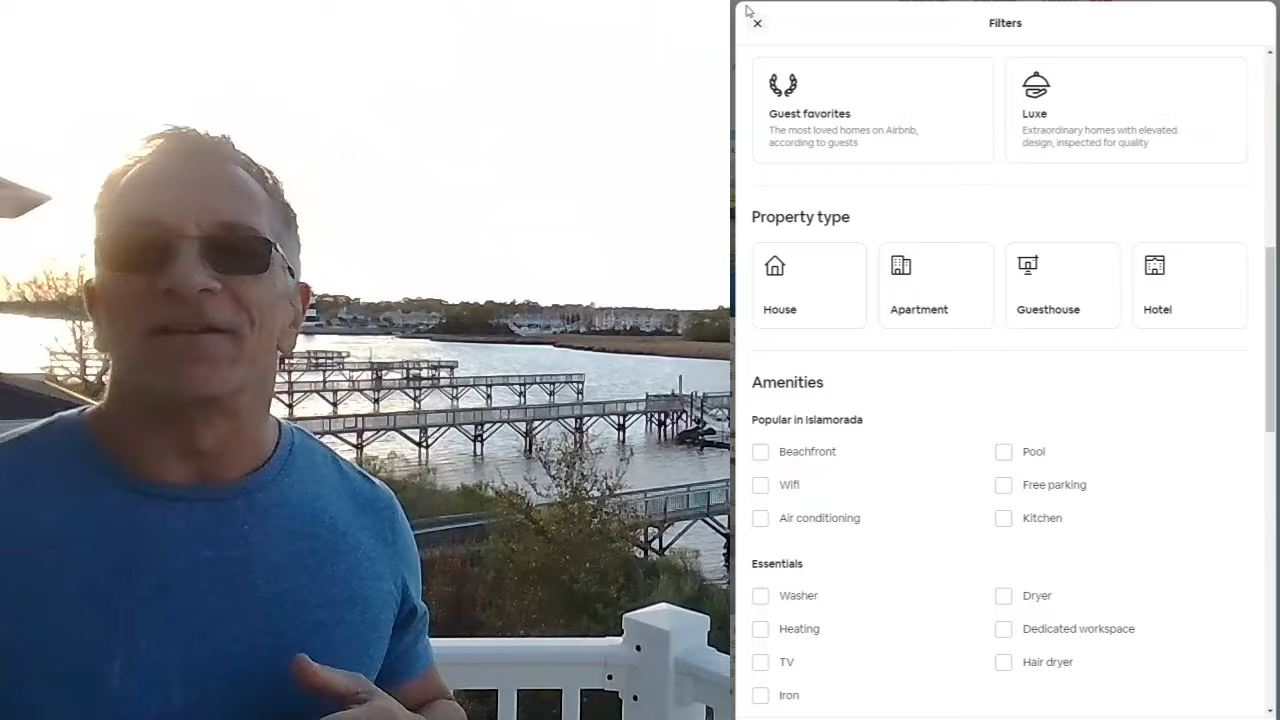 Filters
Guest favorites
The most loved homes on Airbnb,
according to guests
Luxe
Extraordinary homes with elevated
design, inspected for quality
Property type
House
Apartment
Guesthouse
Hotel
Amenities
Popular in Islamorada
Beachfront
Pool
Wifi
Free parking
Air conditioning
Kitchen
Essentials
Washer
Dryer
Heating
Dedicated workspace
TV
Hair dryer
Iron